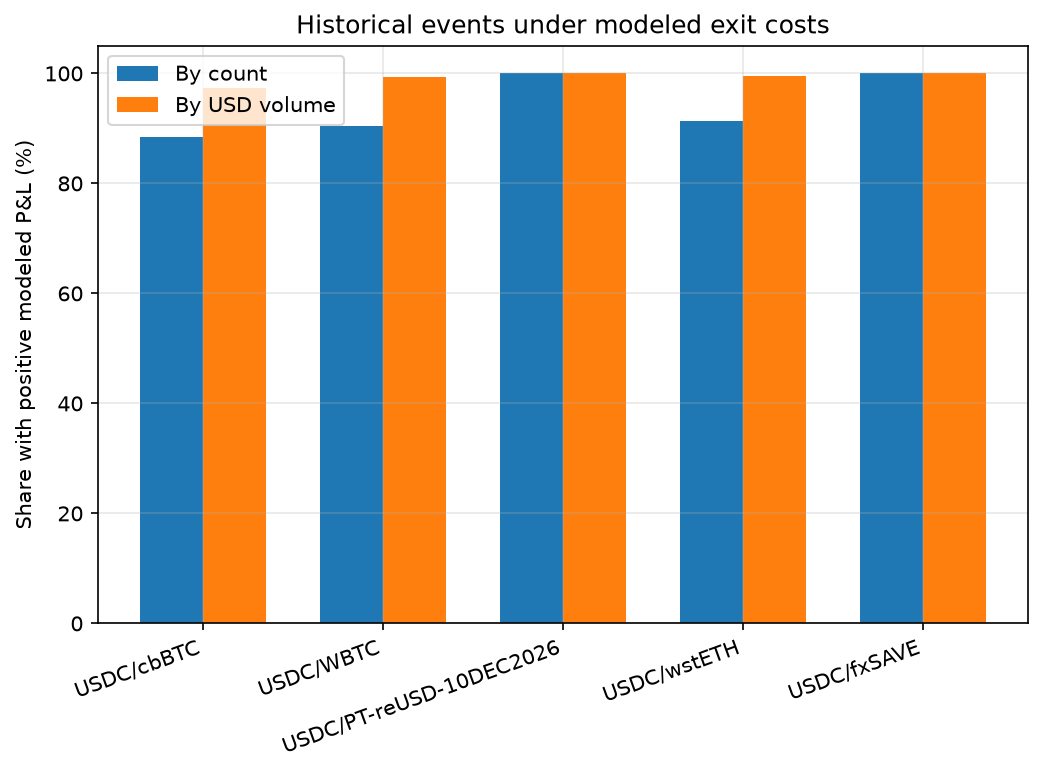 Historical events under modeled exit costs
By count
By USD volume
Share with positive modeled P&L (%)
100
80
60
40
20
0
USDC/cbBTC
USDC/WBTC
USDC/PT-reUSD-10DEC2026
USDC/wstETH
USDC/fxSAVE